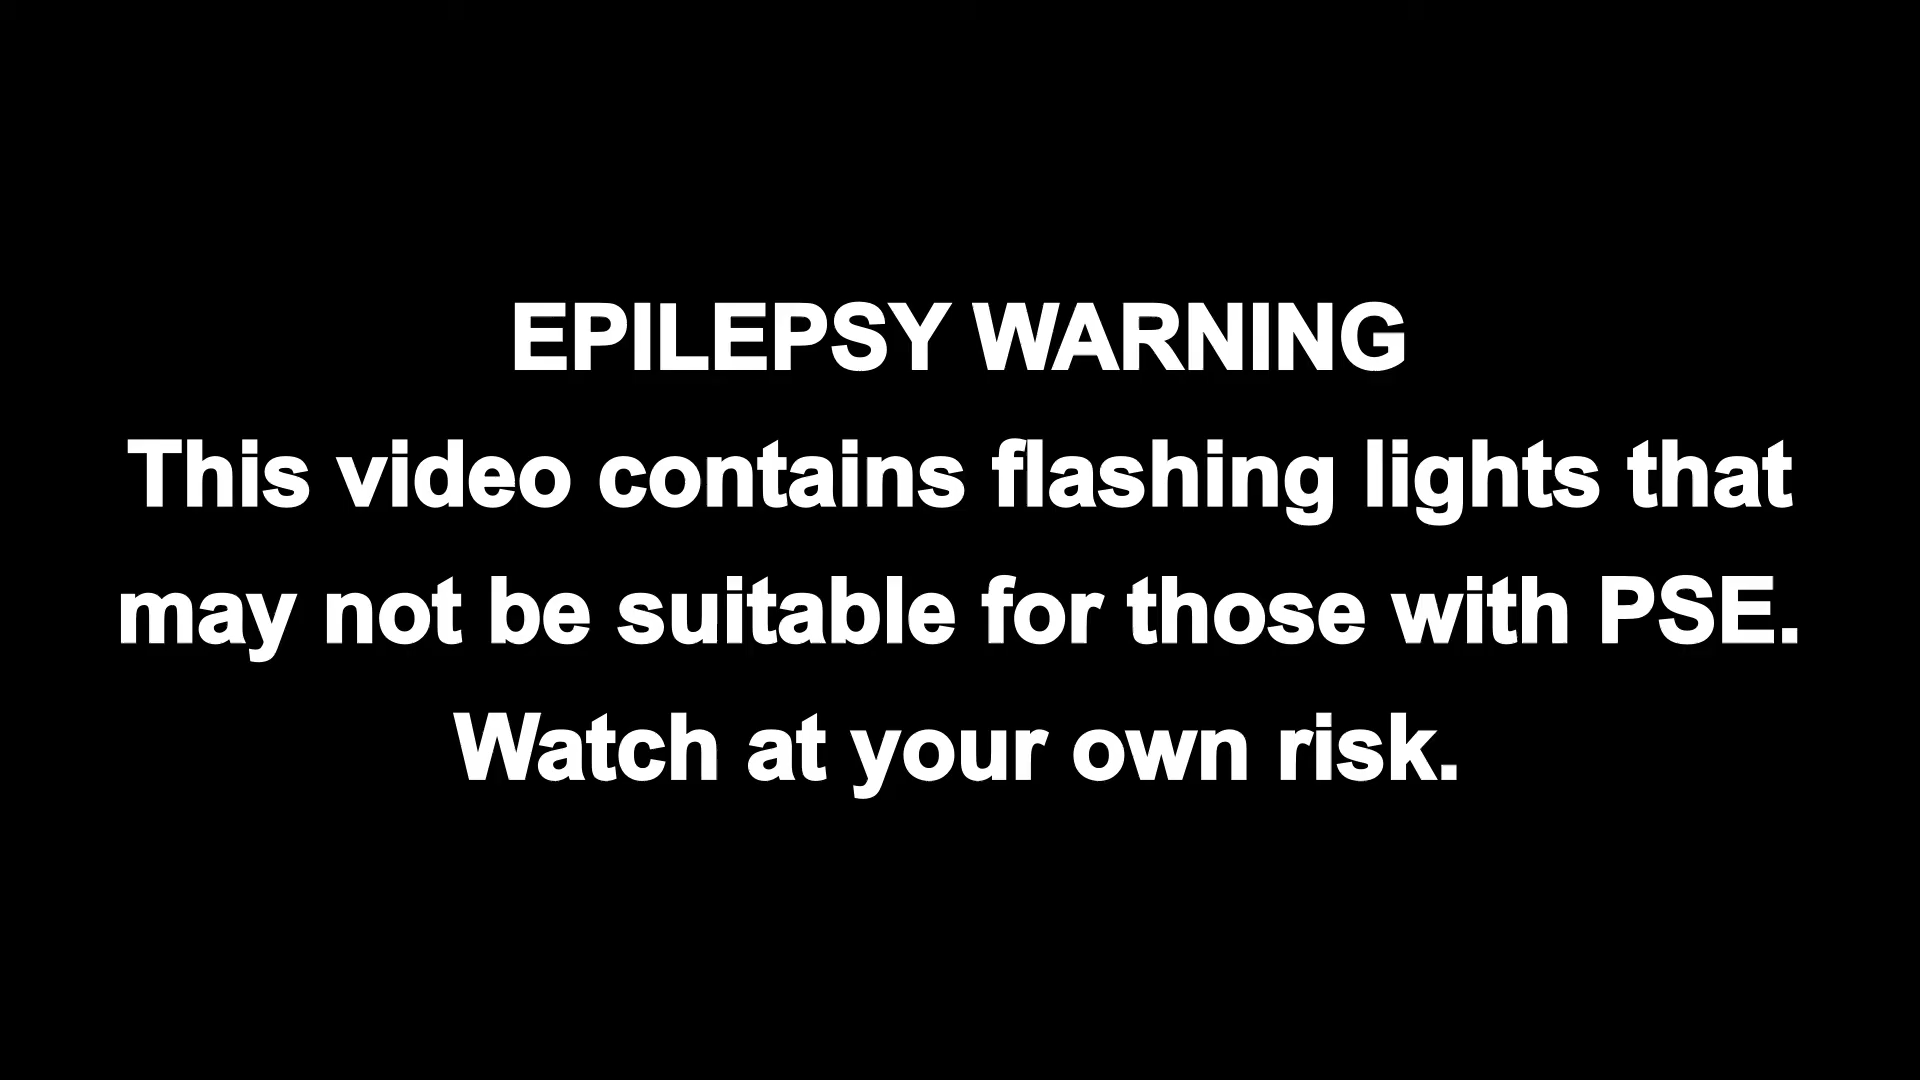 EPILEPSY WARNING
This video contains flashing lights that
may not be suitable for those with PSE.
Watch at your own risk.